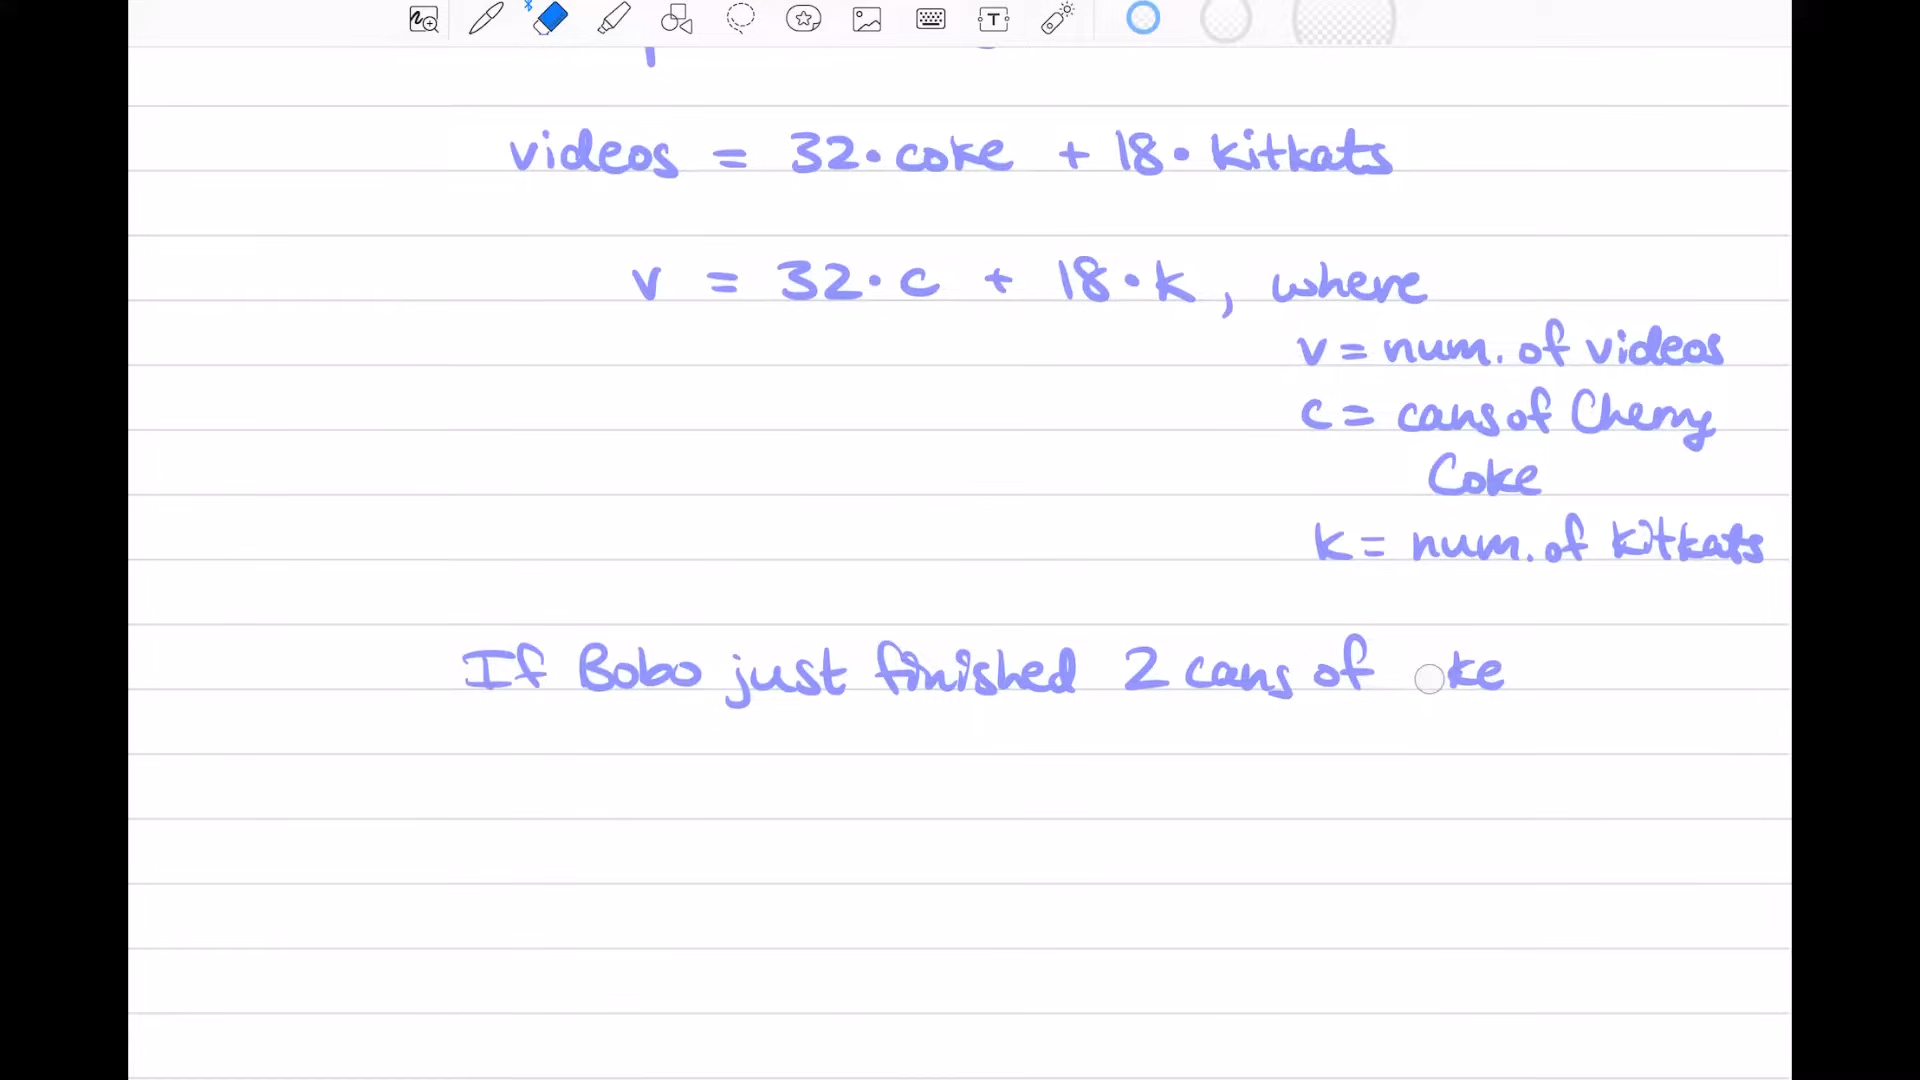 videos = 32·coke + 18·kitkats
v = 32·c + 18·k, where
v = num. of videos
c = cans of Cherry
Coke
k = num. of kitkats
If Bobo just finished 2 cans of ke